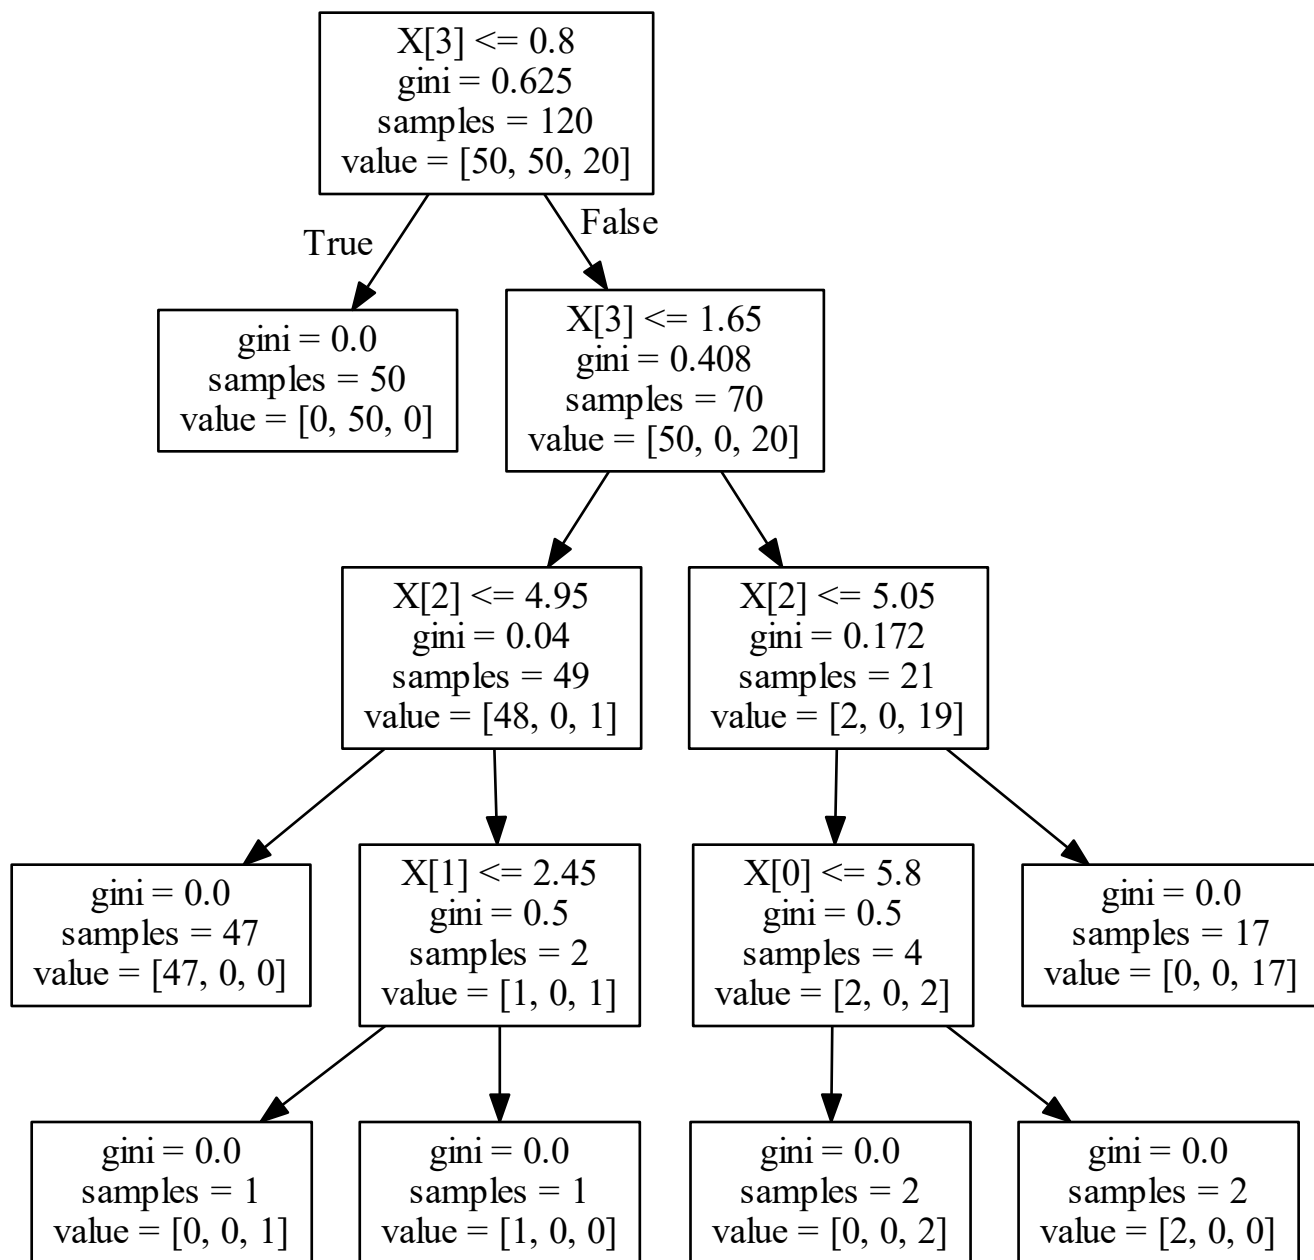 X[3] <= 0.8
gini = 0.625
samples = 120
value = [50, 50, 20]
True
False
gini = 0.0
samples = 50
value = [0, 50, 0]
X[3] <= 1.65
gini = 0.408
samples = 70
value = [50, 0, 20]
X[2] <= 4.95
gini = 0.04
samples = 49
value = [48, 0, 1]
X[2] <= 5.05
gini = 0.172
samples = 21
value = [2, 0, 19]
gini = 0.0
samples = 47
value = [47, 0, 0]
X[1] <= 2.45
gini = 0.5
samples = 2
value = [1, 0, 1]
X[0] <= 5.8
gini = 0.5
samples = 4
value = [2, 0, 2]
gini = 0.0
samples = 17
value = [0, 0, 17]
gini = 0.0
samples = 1
value = [0, 0, 1]
gini = 0.0
samples = 1
value = [1, 0, 0]
gini = 0.0
samples = 2
value = [0, 0, 2]
gini = 0.0
samples = 2
value = [2, 0, 0]